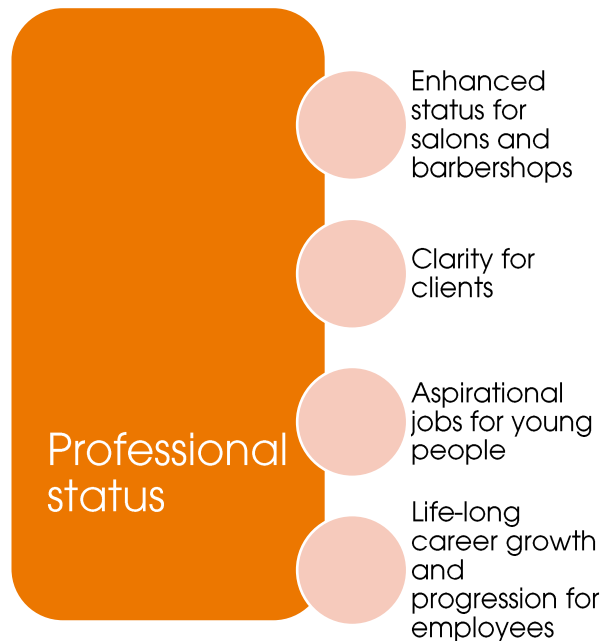 Enhanced
status for
salons and
barbershops
Clarity for
clients
Aspirational
jobs for young
people
Professional
status
Life-long
career growth
and
progression for
employees